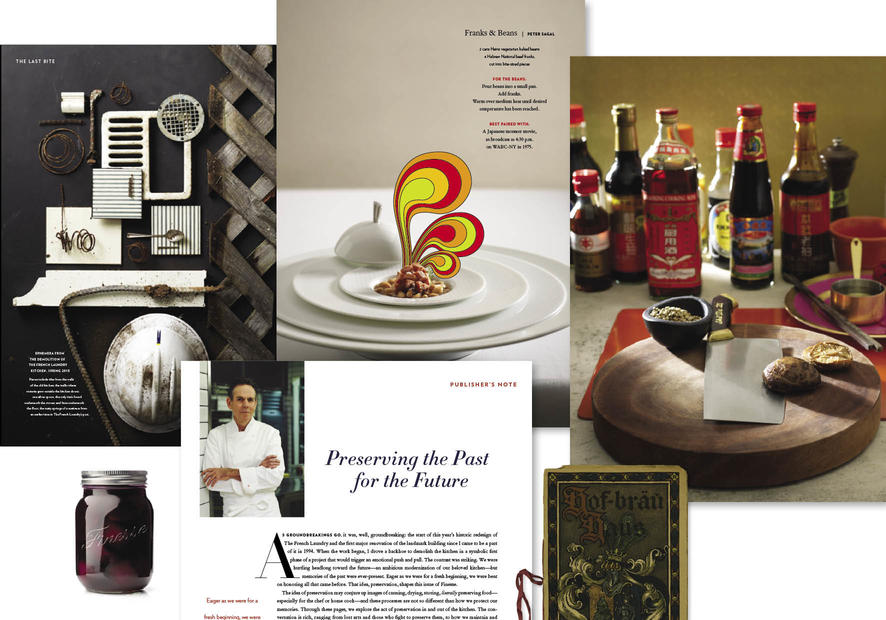 THE LAST BITE
EPHEMERA FROM
THE DEMOLITION OF
THE FRENCH LAUNDRY
KITCHEN, SPRING 2015
Franks & Beans | PETER SAGAL
2 cans Heinz vegetarian baked beans
4 Hebrew National beef franks,
cut into bite-sized pieces
FOR THE BEANS:
Pour beans into a small pan.
Add franks.
Warm over medium heat until desired
temperature has been reached.
BEST PAIRED WITH:
A Japanese monster movie,
as broadcast at 4:30 p.m.
on WABC-NY in 1975.
PUBLISHER'S NOTE
Preserving the Past
for the Future
AS GROUNDBREAKINGS GO, it was, well, groundbreaking: the start of this year's historic redesign of
The French Laundry and the first major renovation of the landmark building since I came to be a part
of it in 1994. When the work began, I drove a backhoe to demolish the kitchen in a symbolic first
phase of a project that would trigger an emotional push and pull. The contrast was striking. We were
hurtling headlong toward the future—an ambitious modernization of our beloved kitchen—but
memories of the past were ever-present. Eager as we were for a fresh beginning, we were bent
on honoring all that came before. That idea, preservation, shapes this issue of Finesse.
The idea of preservation may conjure up images of canning, drying, storing, literally preserving food—
especially for the chef or home cook—and these processes are not so different than how we protect our
memories. Through these pages, we explore the act of preservation in and out of the kitchen. The con-
versation is rich, ranging from lost arts and those who fight to preserve them, to how we maintain and
Eager as we were for a
fresh beginning, we were
Finesse
Hof-bräu
Haus
厨用酒